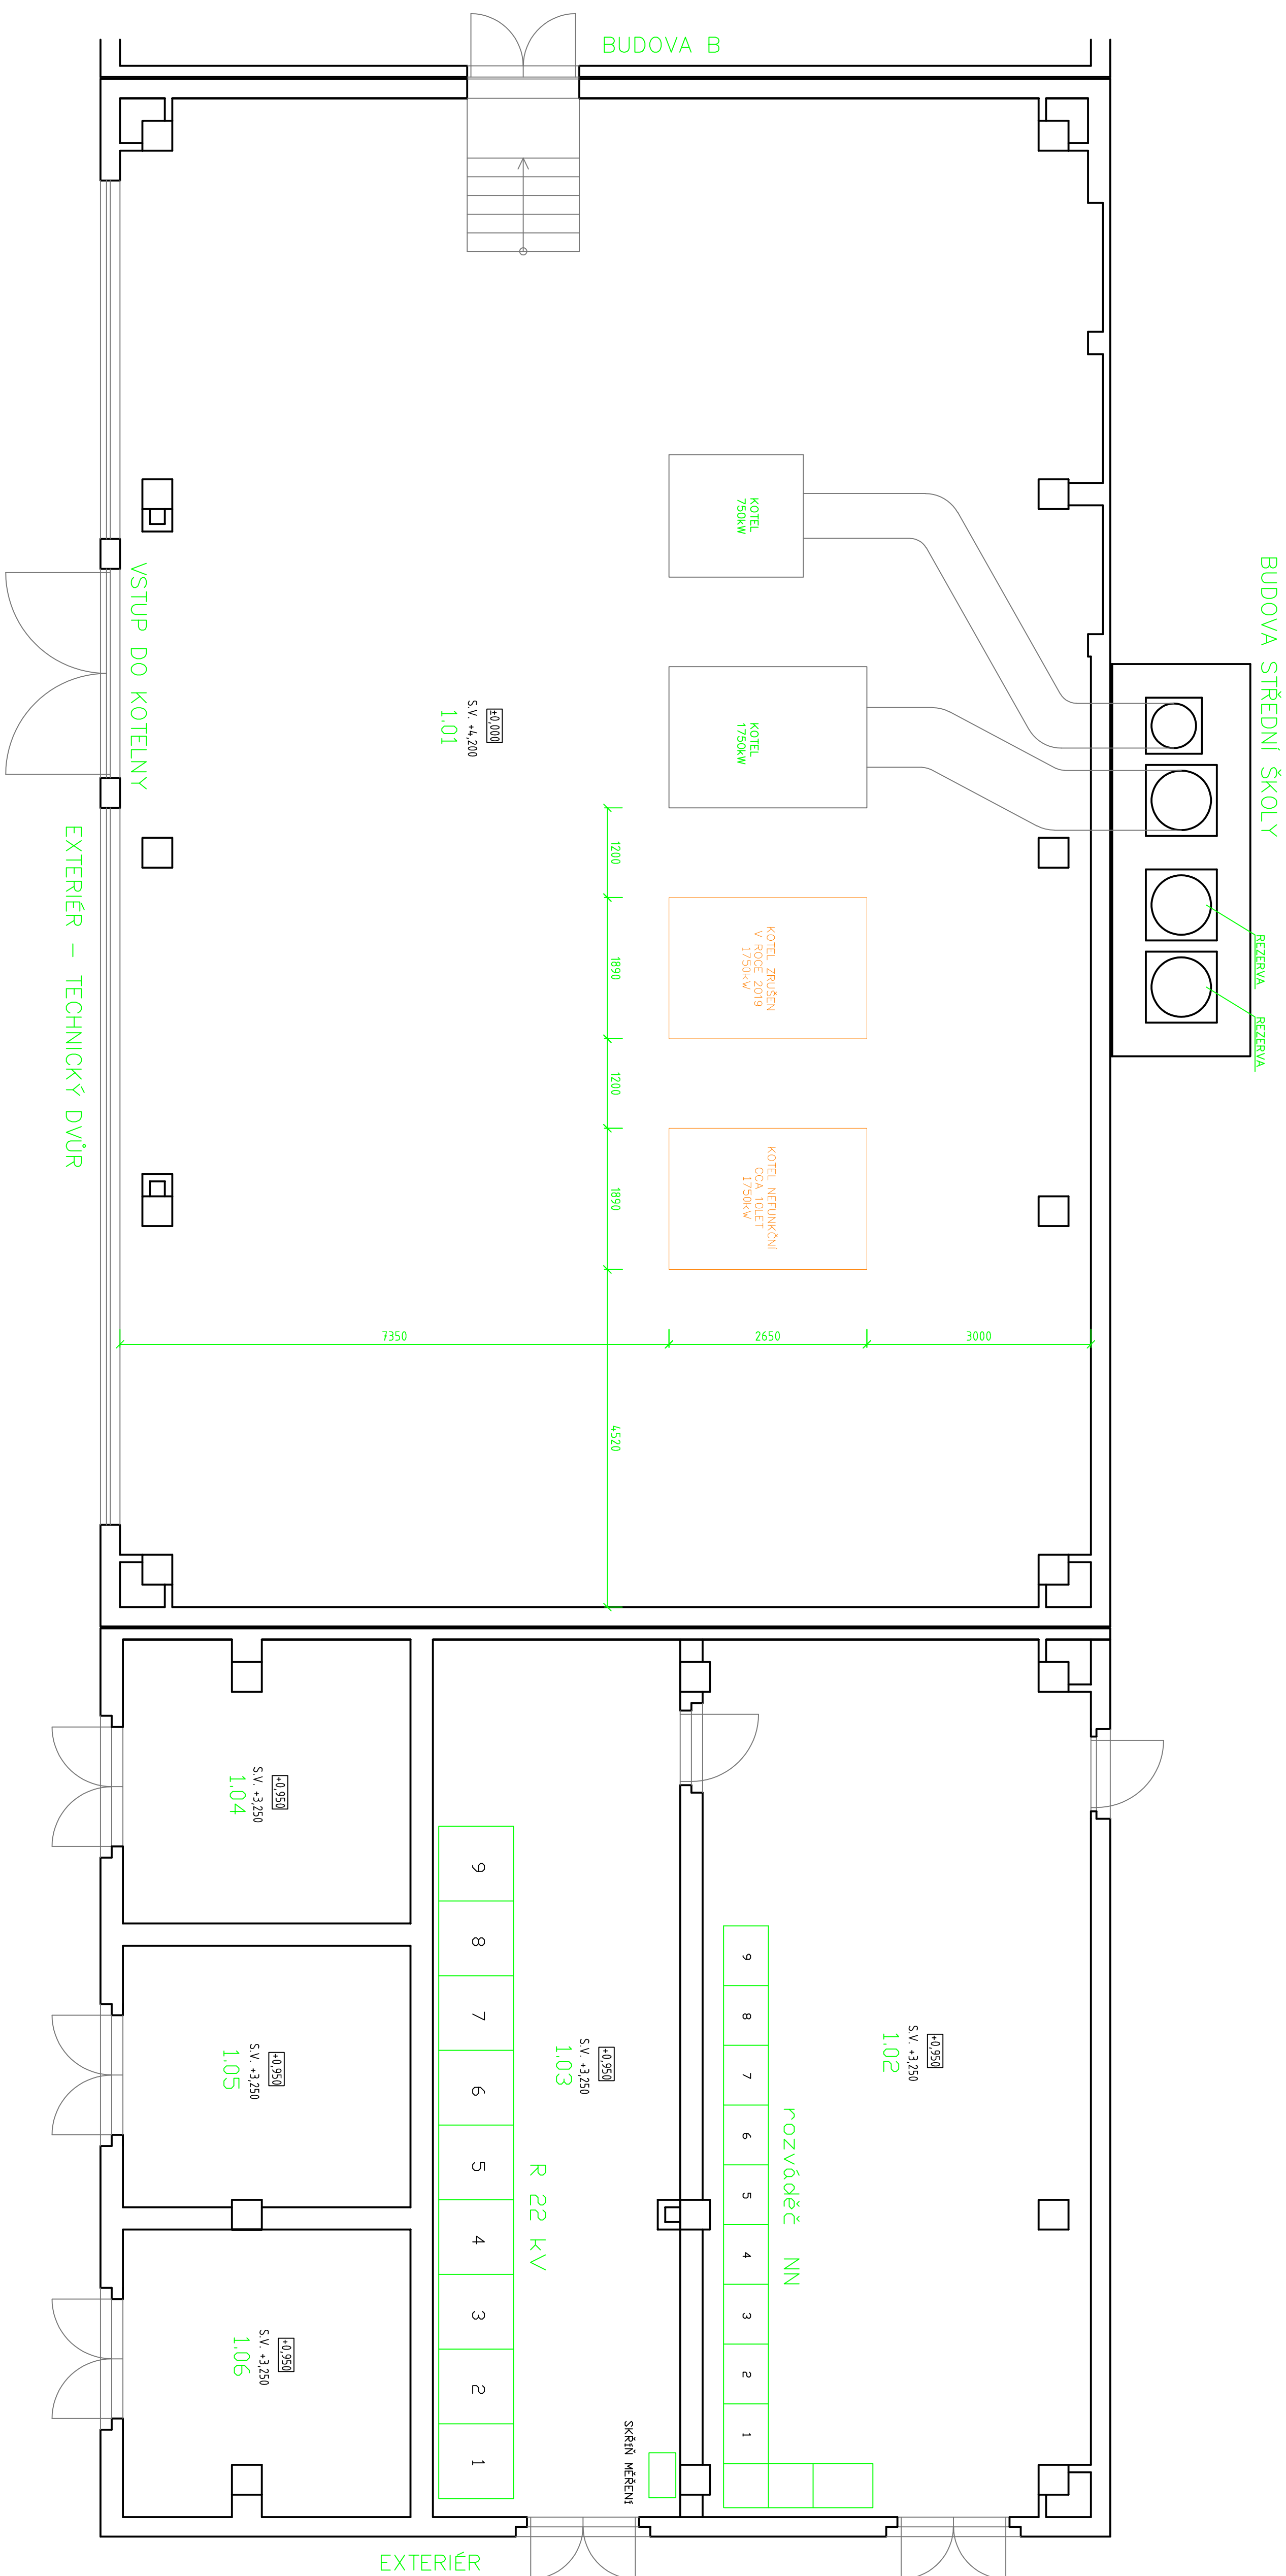 BUDOVA B
BUDOVA STŘEDNÍ ŠKOLY
REZERVA
REZERVA
KOTEL
750kW
KOTEL
1750kW
KOTEL ZRUŠEN
V ROCE 2019
1750kW
KOTEL NEFUNKČNÍ
CCA 10LET
1750kW
±0,000
S.V. +4,200
1.01
1200
1890
1200
1890
4520
7350
2650
3000
VSTUP DO KOTELNY
EXTERIÉR - TECHNICKÝ DVŮR
+0,950
S.V. +3,250
1.02
rozváděč NN
9
8
7
6
5
4
3
2
1
+0,950
S.V. +3,250
1.03
R 22 kV
9
8
7
6
5
4
3
2
1
SKŘÍŇ MĚŘENÍ
+0,950
S.V. +3,250
1.04
+0,950
S.V. +3,250
1.05
+0,950
S.V. +3,250
1.06
EXTERIÉR